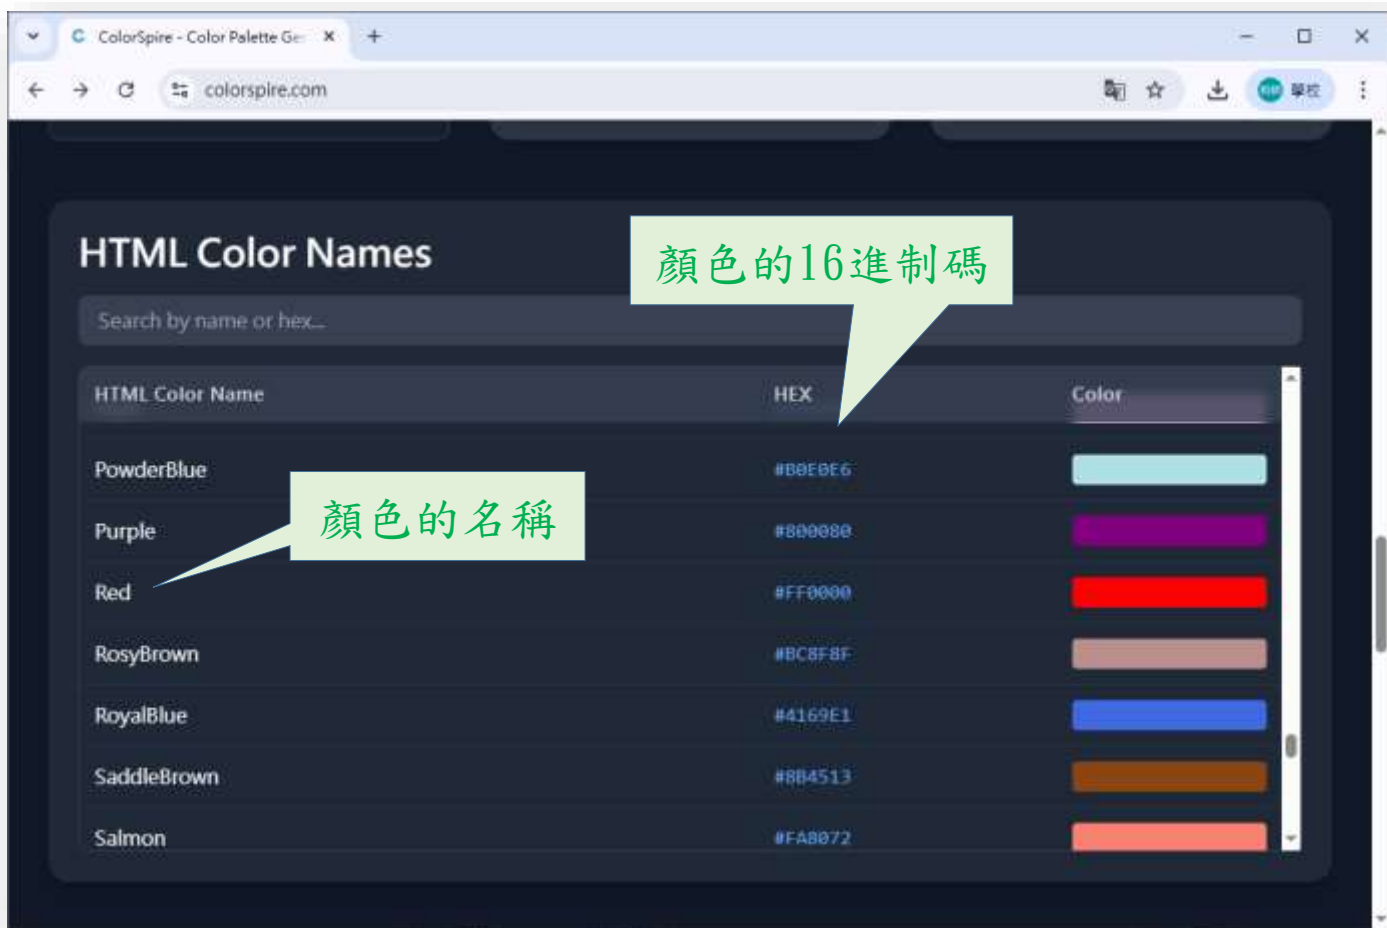 ColorSpire - Color Palette Ge
colorspire.com
學校
HTML Color Names
顏色的16進制碼
Search by name or hex...
HTML Color Name HEX Color
PowderBlue #B0E0E6
顏色的名稱
Purple #800080
Red #FF0000
RosyBrown #BC8F8F
RoyalBlue #4169E1
SaddleBrown #8B4513
Salmon #FA8072